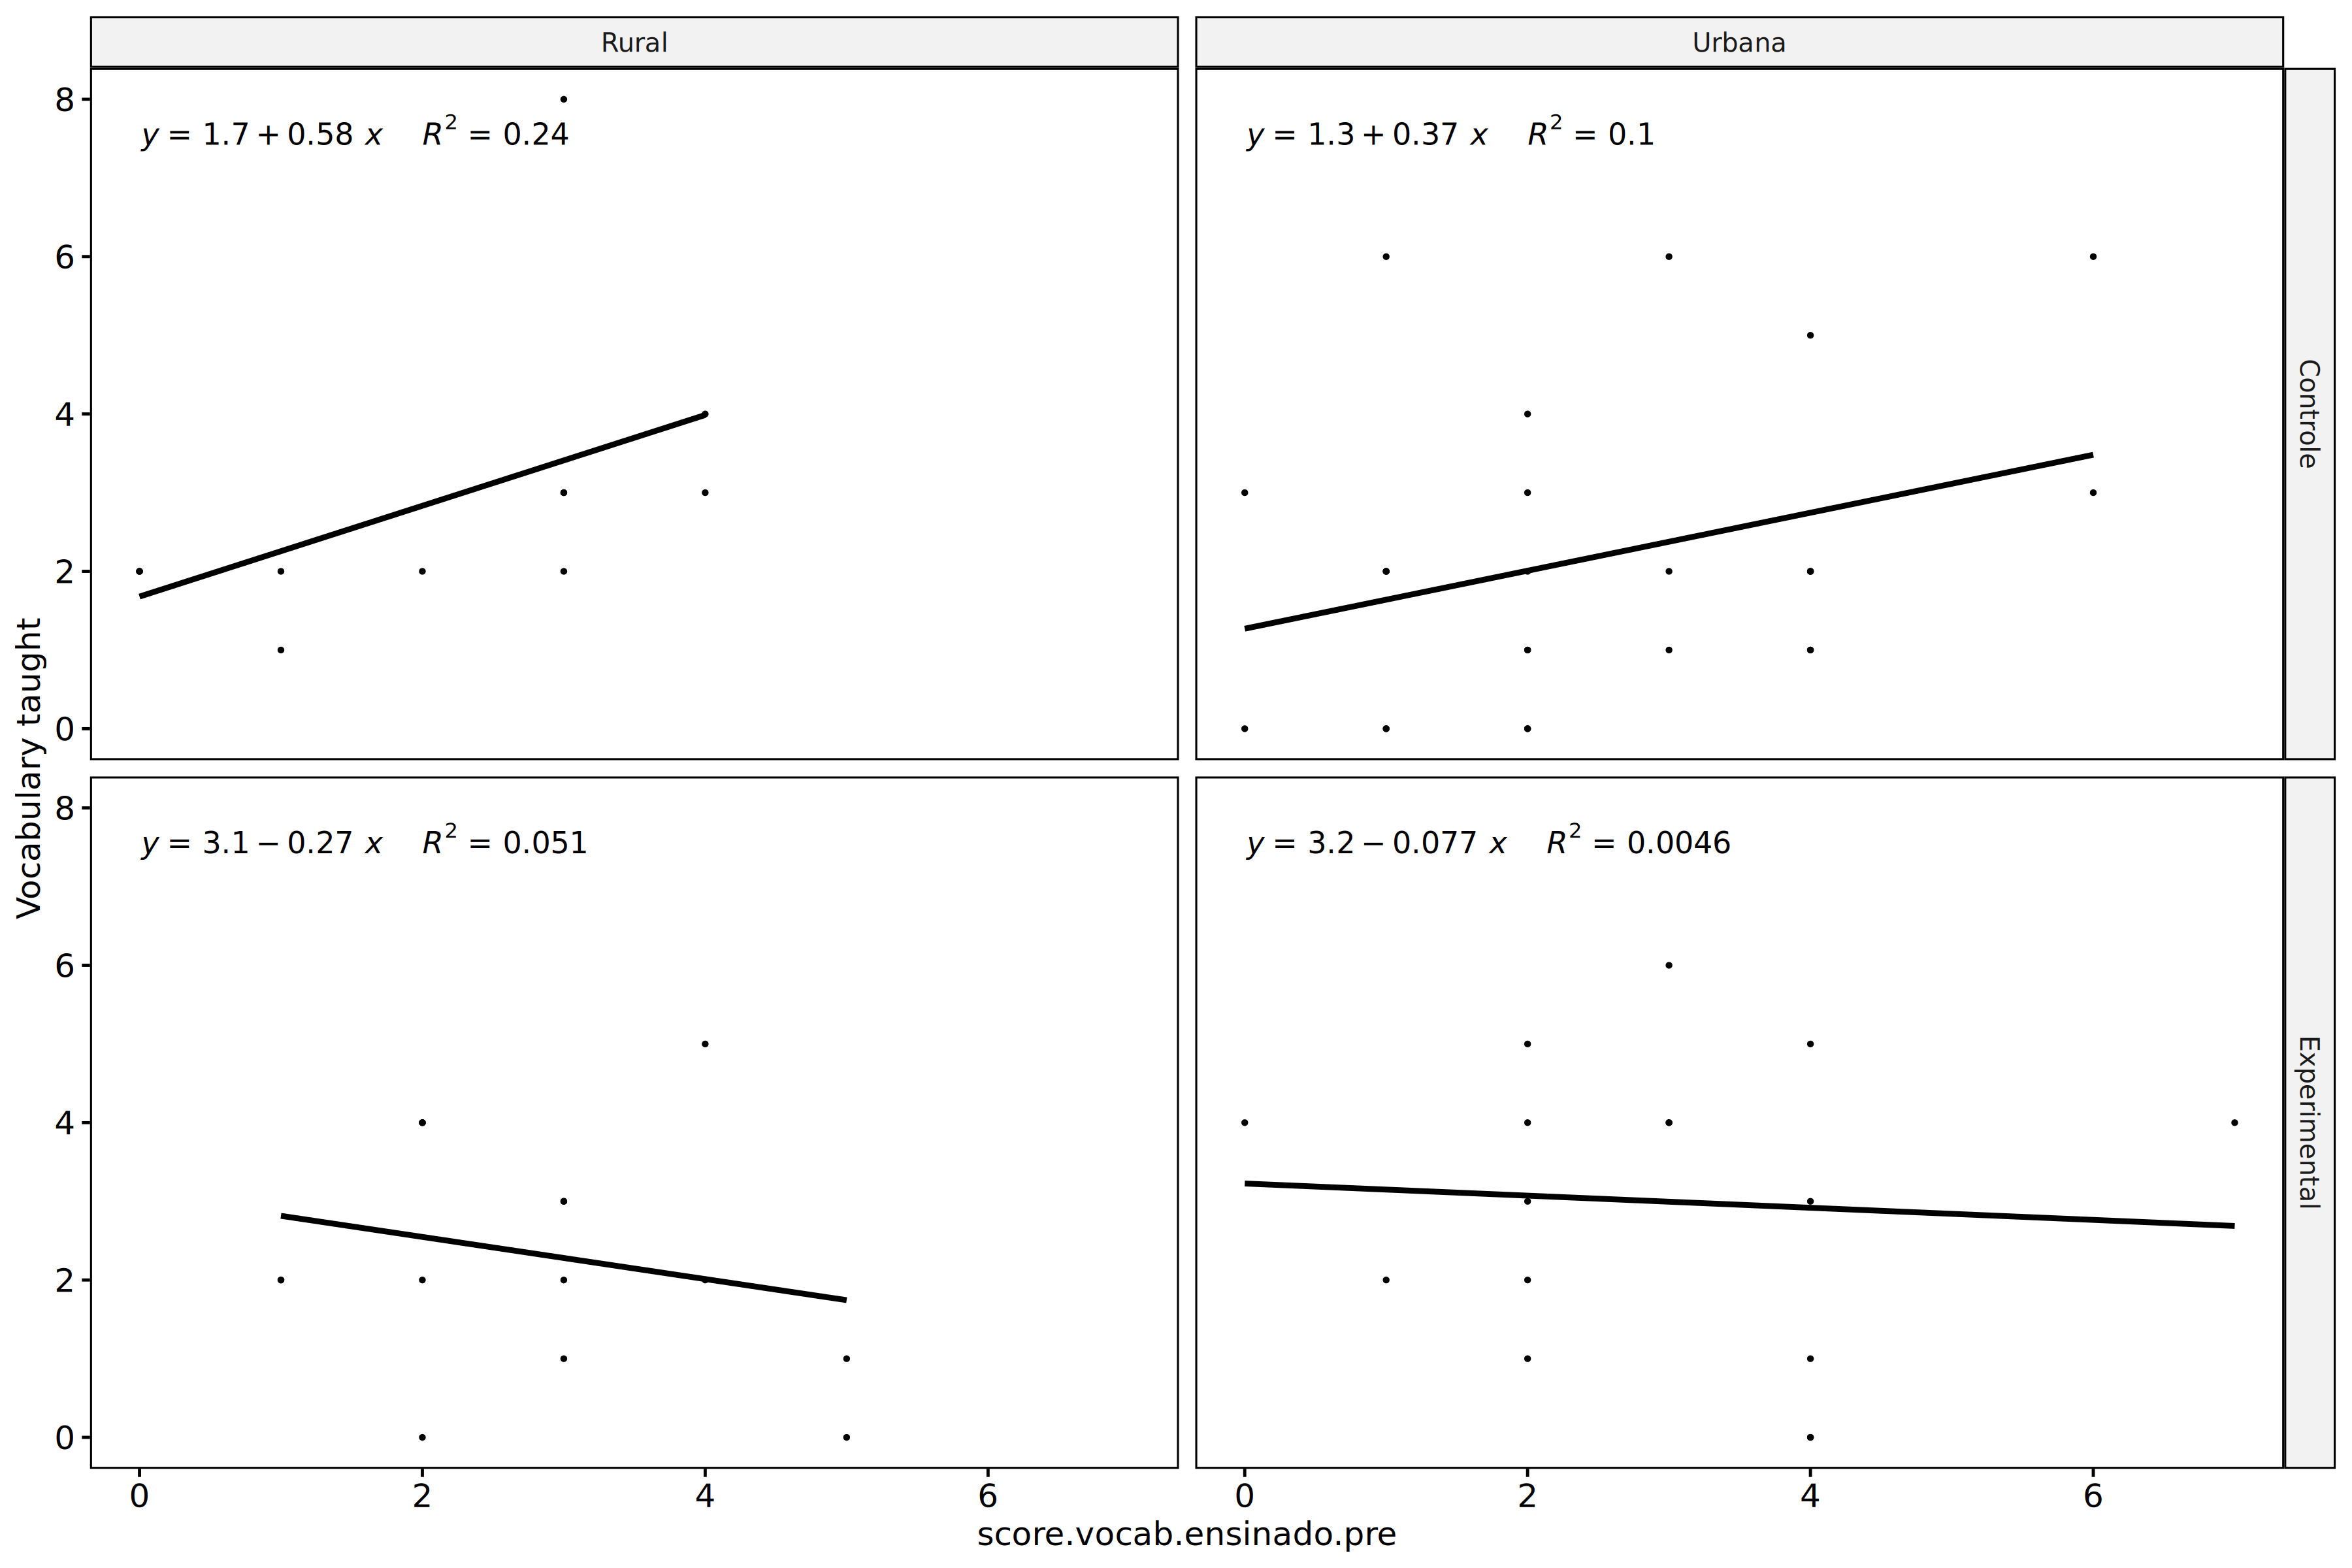 Rural
Urbana
8
y = 1.7 + 0.58 x R² = 0.24
y = 1.3 + 0.37 x R² = 0.1
6
4
2
0
Controle
Vocabulary taught
8
y = 3.1 − 0.27 x R² = 0.051
y = 3.2 − 0.077 x R² = 0.0046
6
4
2
0
Experimental
0 2 4 6 0 2 4 6
score.vocab.ensinado.pre